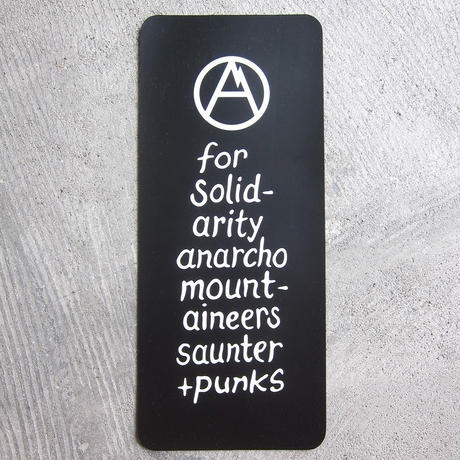 for
solid-
arity
anarcho
mount-
aineers
saunter
+punks